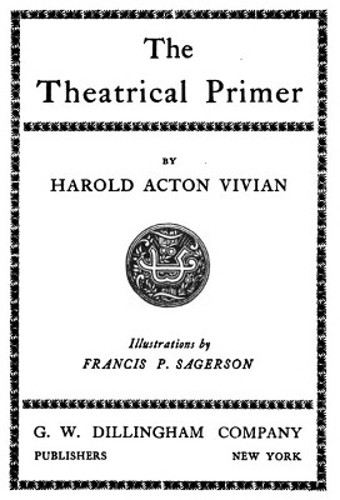 The
Theatrical Primer
BY
HAROLD ACTON VIVIAN
Illustrations by
FRANCIS P. SAGERSON
G. W. DILLINGHAM COMPANY
PUBLISHERS NEW YORK